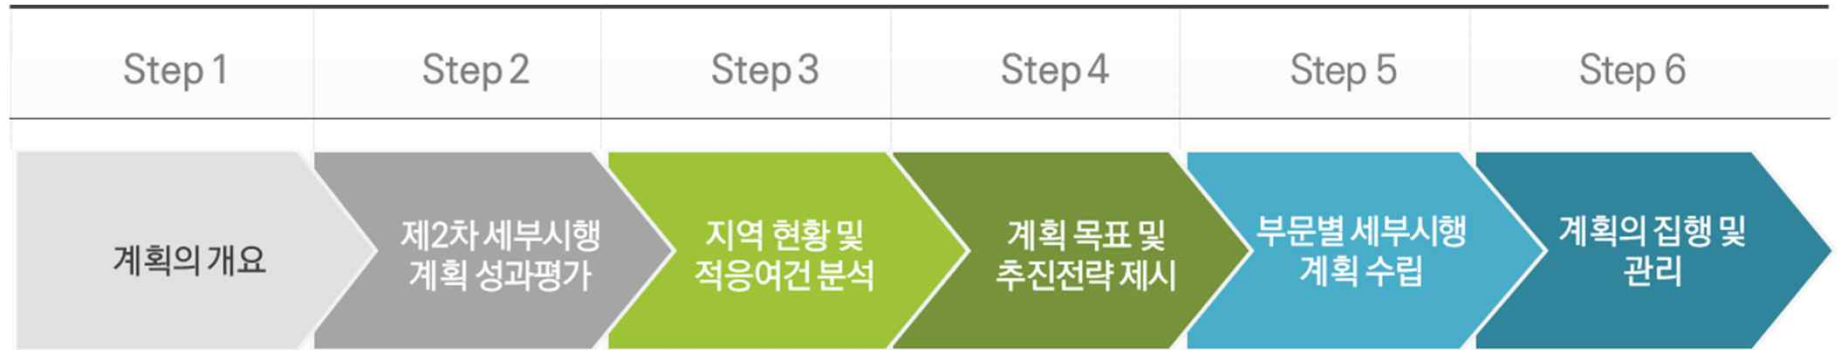 Step 1
Step 2
Step 3
Step 4
Step 5
Step 6
계획의 개요
제2차 세부시행
계획 성과평가
지역 현황 및
적응여건 분석
계획 목표 및
추진전략 제시
부문별 세부시행
계획 수립
계획의 집행 및
관리